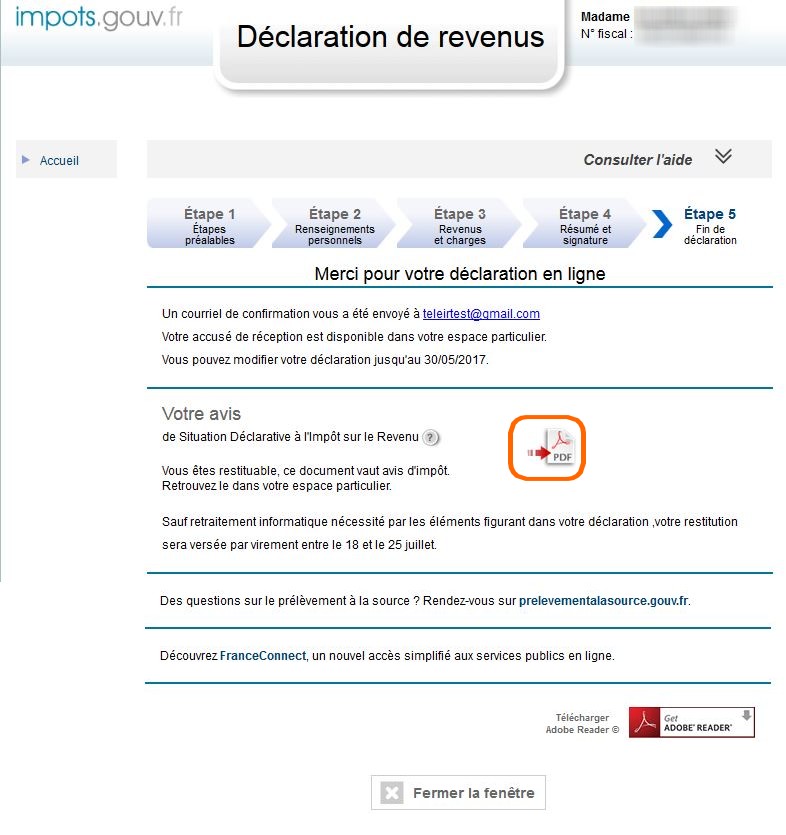 impots.gouv.fr
Déclaration de revenus
Madame
N° fiscal :
Accueil
Consulter l'aide
Étape 1
Étapes
préalables
Étape 2
Renseignements
personnels
Étape 3
Revenus
et charges
Étape 4
Résumé et
signature
Étape 5
Fin de
déclaration
Merci pour votre déclaration en ligne
Un courriel de confirmation vous a été envoyé à teleirtest@gmail.com
Votre accusé de réception est disponible dans votre espace particulier.
Vous pouvez modifier votre déclaration jusqu'au 30/05/2017.
Votre avis
de Situation Déclarative à l'Impôt sur le Revenu ?
PDF
Vous êtes restituable, ce document vaut avis d'impôt.
Retrouvez le dans votre espace particulier.
Sauf retraitement informatique nécessité par les éléments figurant dans votre déclaration ,votre restitution
sera versée par virement entre le 18 et le 25 juillet.
Des questions sur le prélèvement à la source ? Rendez-vous sur prelevementalasource.gouv.fr.
Découvrez FranceConnect, un nouvel accès simplifié aux services publics en ligne.
Télécharger
Adobe Reader ©
Get
ADOBE® READER®
Fermer la fenêtre